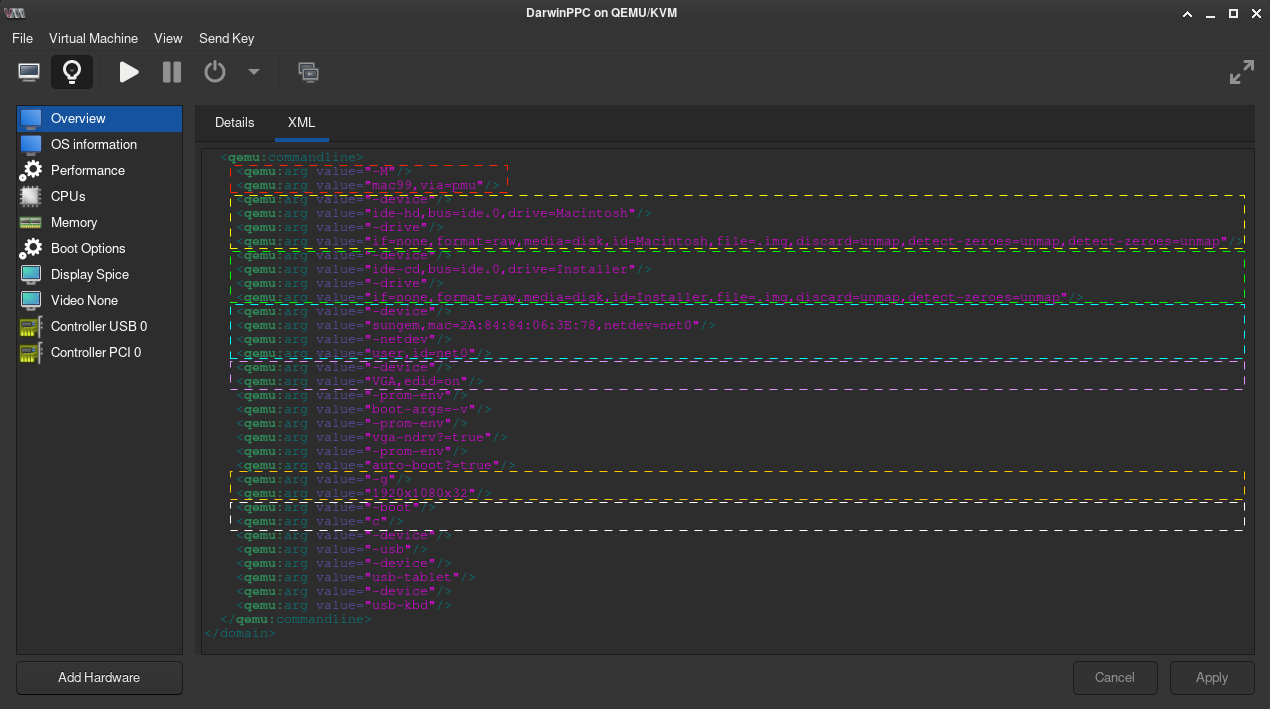 DarwinPPC on QEMU/KVM
File Virtual Machine View Send Key
Overview
OS information
Performance
CPUs
Memory
Boot Options
Display Spice
Video None
Controller USB 0
Controller PCI 0
Add Hardware
Details XML
<qemu:commandline>
<qemu:arg value="-M"/>
<qemu:arg value="mac99,via=pmu"/>
<qemu:arg value="-device"/>
<qemu:arg value="ide-hd,bus=ide.0,drive=Macintosh"/>
<qemu:arg value="-drive"/>
<qemu:arg value="if=none,format=raw,media=disk,id=Macintosh,file=.img,discard=unmap,detect-zeroes=unmap,detect-zeroes=unmap"/>
<qemu:arg value="-device"/>
<qemu:arg value="ide-cd,bus=ide.0,drive=Installer"/>
<qemu:arg value="-drive"/>
<qemu:arg value="if=none,format=raw,media=disk,id=Installer,file=.img,discard=unmap,detect-zeroes=unmap"/>
<qemu:arg value="-device"/>
<qemu:arg value="sungem,mac=2A:84:84:06:3E:78,netdev=net0"/>
<qemu:arg value="-netdev"/>
<qemu:arg value="user,id=net0"/>
<qemu:arg value="-device"/>
<qemu:arg value="VGA,edid=on"/>
<qemu:arg value="-prom-env"/>
<qemu:arg value="boot-args=-v"/>
<qemu:arg value="-prom-env"/>
<qemu:arg value="vga-ndrv?=true"/>
<qemu:arg value="-prom-env"/>
<qemu:arg value="auto-boot?=true"/>
<qemu:arg value="-g"/>
<qemu:arg value="1920x1080x32"/>
<qemu:arg value="-boot"/>
<qemu:arg value="c"/>
<qemu:arg value="-device"/>
<qemu:arg value="-usb"/>
<qemu:arg value="-device"/>
<qemu:arg value="usb-tablet"/>
<qemu:arg value="-device"/>
<qemu:arg value="usb-kbd"/>
</qemu:commandline>
</domain>
Cancel Apply